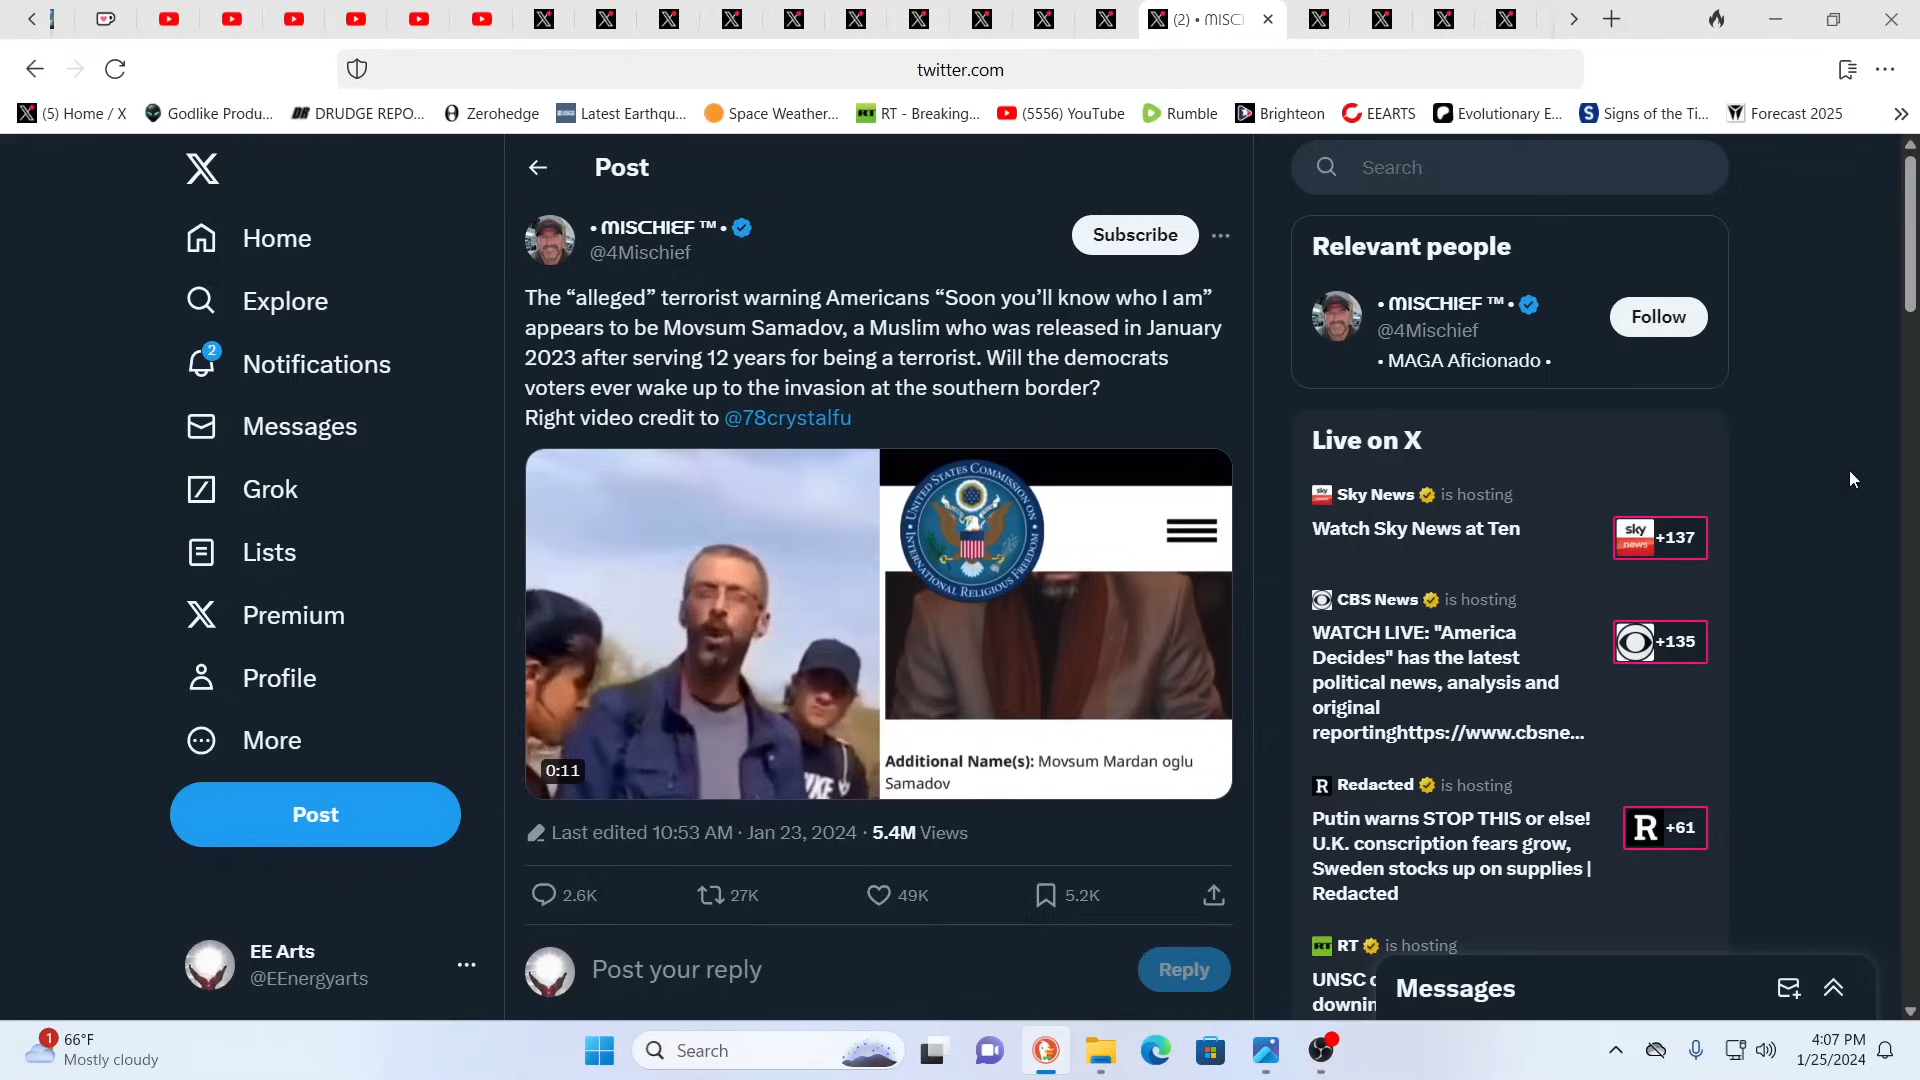 (2) • MISC
twitter.com
(5) Home / X
Godlike Produ...
DRUDGE REPO...
Zerohedge
Latest Earthqu...
Space Weather...
RT - Breaking...
(5556) YouTube
Rumble
Brighteon
EEARTS
Evolutionary E...
Signs of the Ti...
Forecast 2025
Home
Explore
2
Notifications
Messages
Grok
Lists
Premium
Profile
More
Post
EE Arts
@EEnergyarts
Post
• MISCHIEF ™ •
@4Mischief
Subscribe
The “alleged” terrorist warning Americans “Soon you’ll know who I am”
appears to be Movsum Samadov, a Muslim who was released in January
2023 after serving 12 years for being a terrorist. Will the democrats
voters ever wake up to the invasion at the southern border?
Right video credit to @78crystalfu
0:11
UNITED STATES COMMISSION ON
INTERNATIONAL RELIGIOUS FREEDOM
Additional Name(s): Movsum Mardan oglu
Samadov
Last edited 10:53 AM · Jan 23, 2024 · 5.4M Views
2.6K
27K
49K
5.2K
Post your reply
Reply
Search
Relevant people
• MISCHIEF ™ •
@4Mischief
Follow
• MAGA Aficionado •
Live on X
Sky News is hosting
Watch Sky News at Ten
sky
news
+137
CBS News is hosting
WATCH LIVE: "America
Decides" has the latest
political news, analysis and
original
reportinghttps://www.cbsne...
+135
Redacted is hosting
Putin warns STOP THIS or else!
U.K. conscription fears grow,
Sweden stocks up on supplies |
Redacted
R
+61
RT is hosting
UNSC
downin
Messages
1
66°F
Mostly cloudy
Search
4:07 PM
1/25/2024